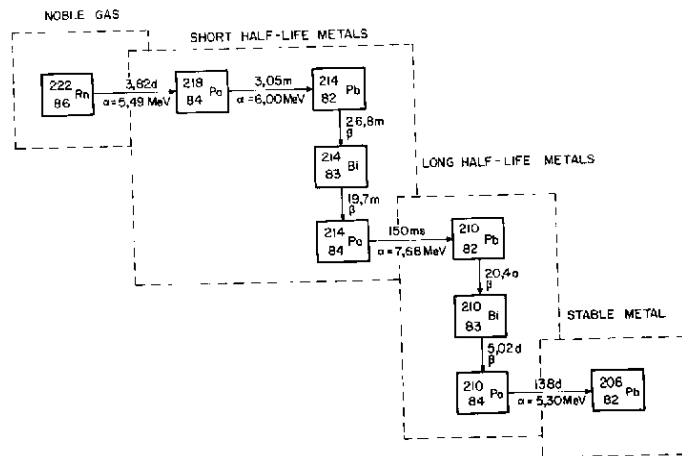 NOBLE GAS
SHORT HALF-LIFE METALS
222
86 Rn
3,82d
α=5,49 MeV
218
84 Po
3,05m
α=6,00MeV
214
82 Pb
26,8m
β
214
83 Bi
19,7m
β
214
84 Po
LONG HALF-LIFE METALS
150ms
α=7,68 MeV
210
82 Pb
20,4a
β
210
83 Bi
5,02d
β
210
84 Po
STABLE METAL
138d
α=5,30MeV
206
82 Pb